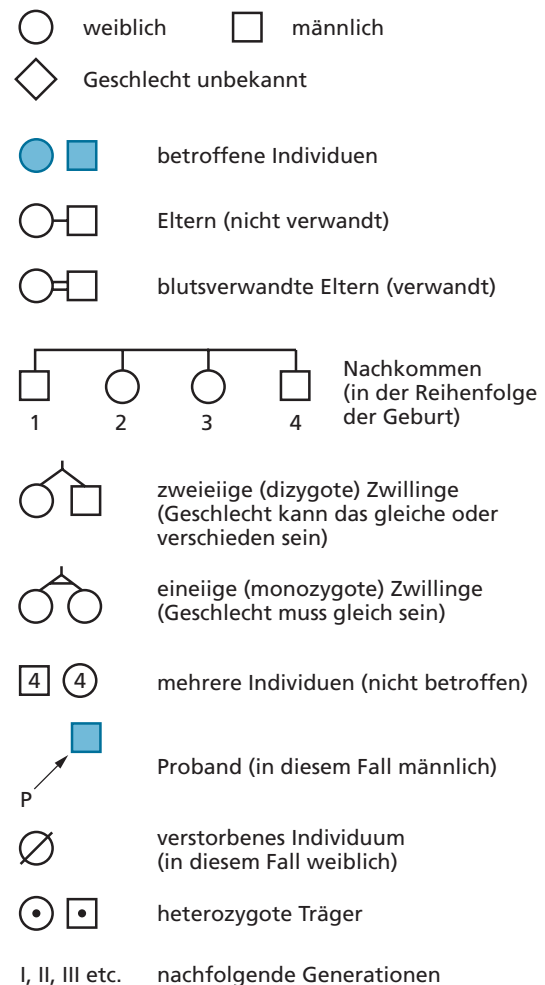 weiblich männlich
Geschlecht unbekannt
betroffene Individuen
Eltern (nicht verwandt)
blutsverwandte Eltern (verwandt)
Nachkommen
(in der Reihenfolge
der Geburt)
1 2 3 4
zweieiige (dizygote) Zwillinge
(Geschlecht kann das gleiche oder
verschieden sein)
eineiige (monozygote) Zwillinge
(Geschlecht muss gleich sein)
4 4 mehrere Individuen (nicht betroffen)
Proband (in diesem Fall männlich)
P
verstorbenes Individuum
(in diesem Fall weiblich)
heterozygote Träger
I, II, III etc. nachfolgende Generationen